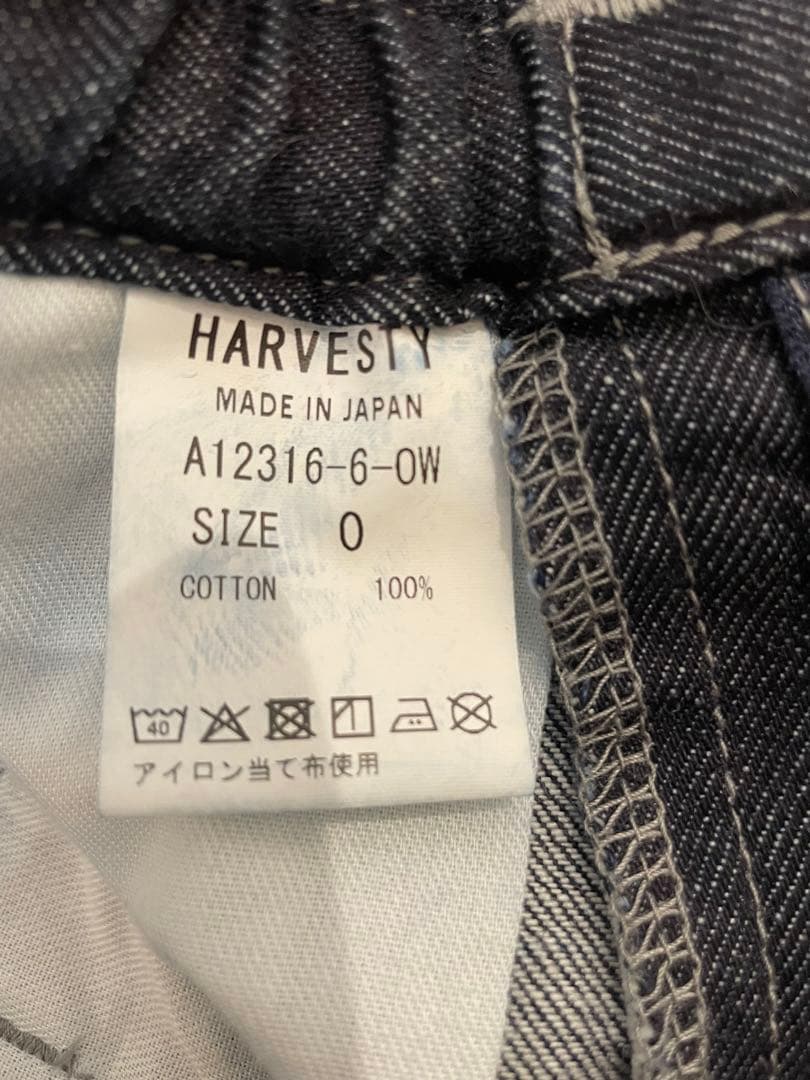 HARVESTY
MADE IN JAPAN
A12316-6-OW
SIZE 0
COTTON 100%
40
アイロン当て布使用